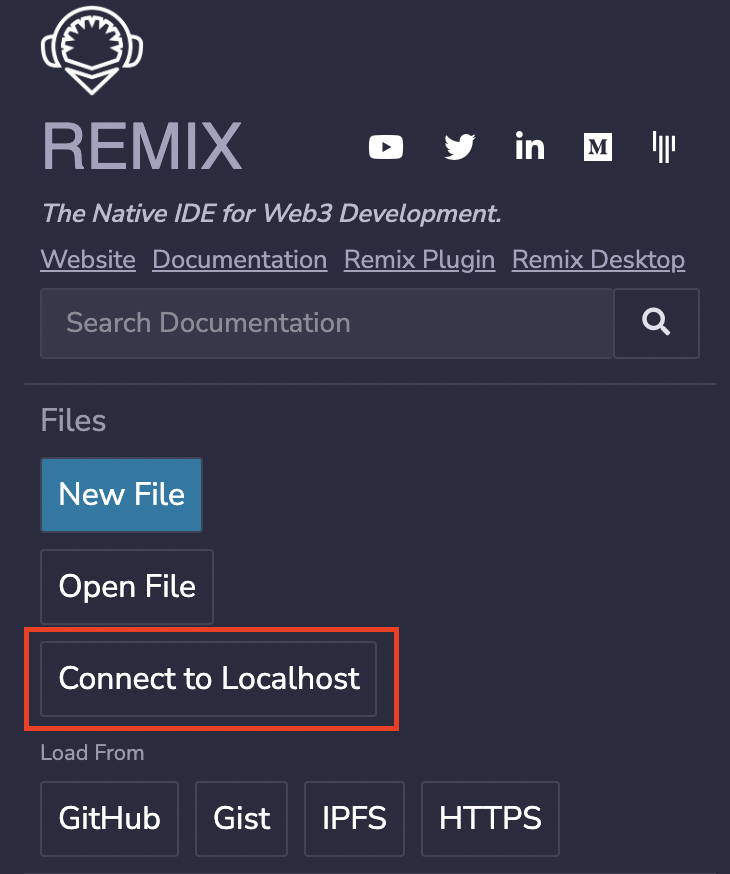 REMIX
The Native IDE for Web3 Development.
Website Documentation Remix Plugin Remix Desktop
Search Documentation
Files
New File
Open File
Connect to Localhost
Load From
GitHub Gist IPFS HTTPS